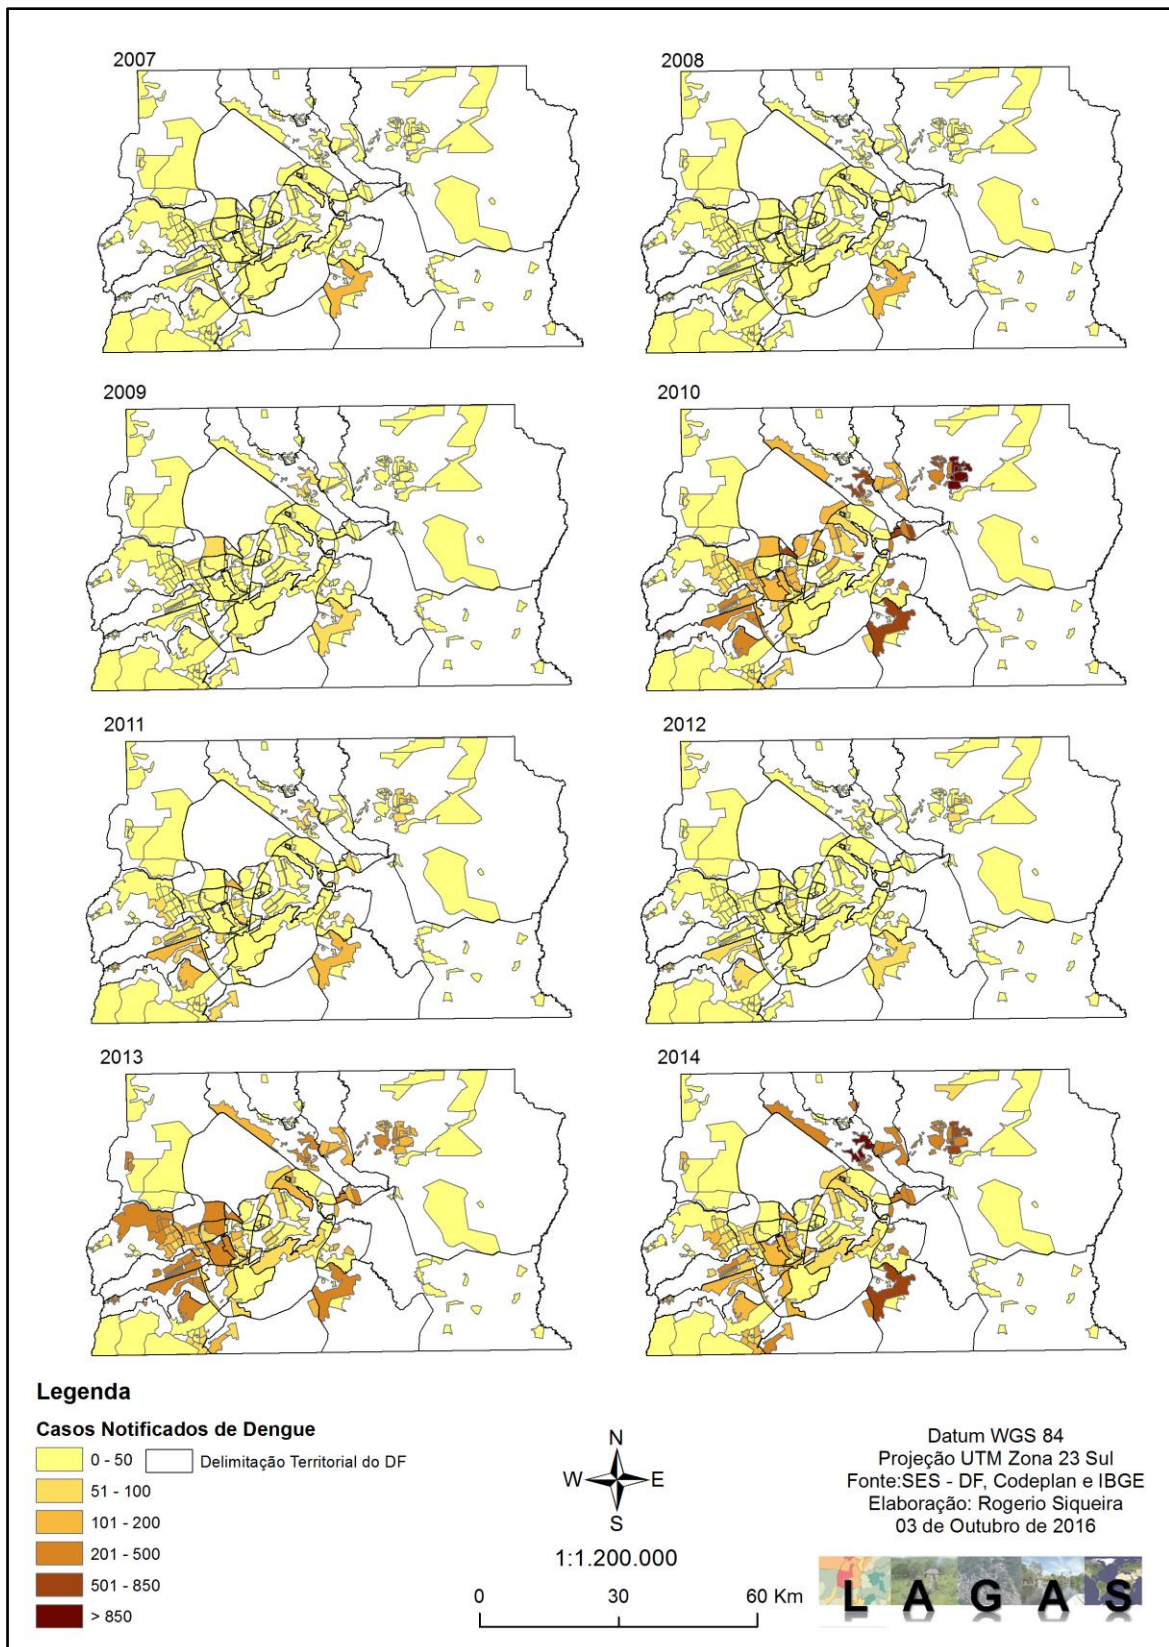 2007
2008
2009
2010
2011
2012
2013
2014
Legenda
Casos Notificados de Dengue
0 - 50
Delimitação Territorial do DF
51 - 100
101 - 200
201 - 500
501 - 850
> 850
N
W
E
S
1:1.200.000
0
30
60 Km
Datum WGS 84
Projeção UTM Zona 23 Sul
Fonte:SES - DF, Codeplan e IBGE
Elaboração: Rogerio Siqueira
03 de Outubro de 2016
L A G A S